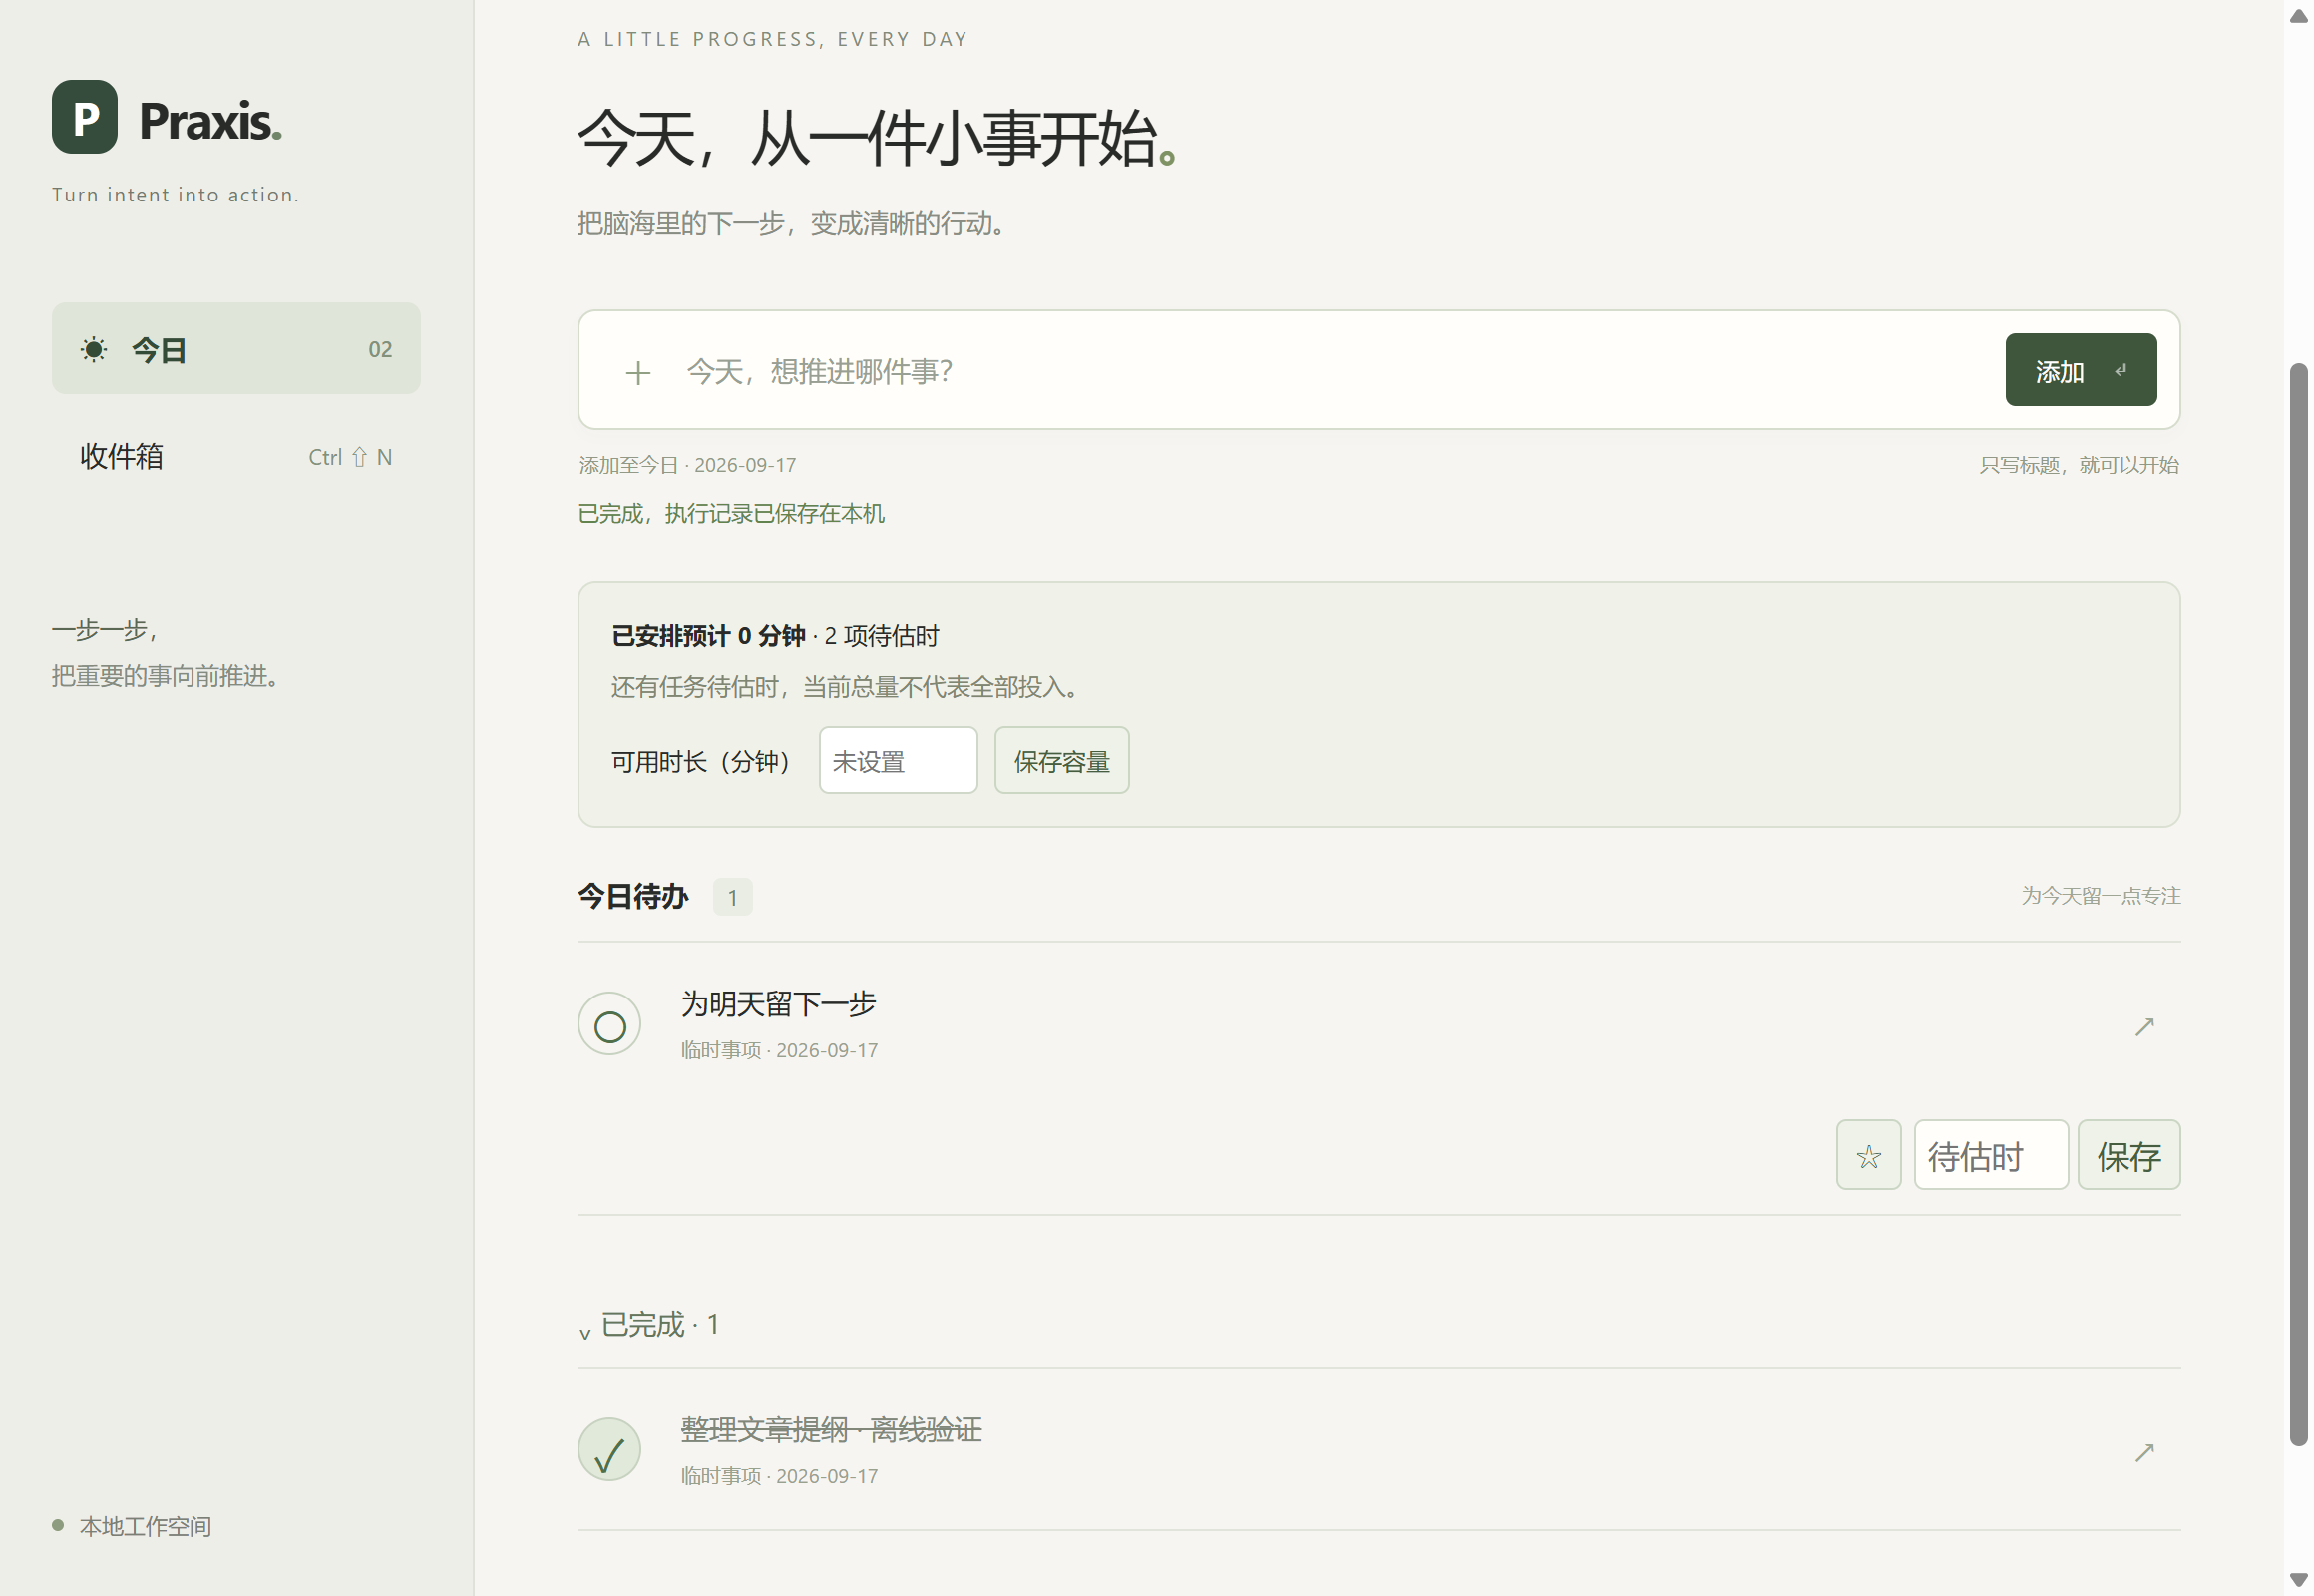 P Praxis.
Turn intent into action.
今日 02
收件箱 Ctrl ⇧ N
一步一步，
把重要的事向前推进。
本地工作空间
A LITTLE PROGRESS, EVERY DAY
今天，从一件小事开始。
把脑海里的下一步，变成清晰的行动。
今天，想推进哪件事？
添加 ↵
添加至今日 · 2026-09-17
只写标题，就可以开始
已完成，执行记录已保存在本机
已安排预计 0 分钟 · 2 项待估时
还有任务待估时，当前总量不代表全部投入。
可用时长（分钟） 未设置 保存容量
今日待办 1
为今天留一点专注
为明天留下一步
临时事项 · 2026-09-17
待估时 保存
已完成 · 1
整理文章提纲 · 离线验证
临时事项 · 2026-09-17